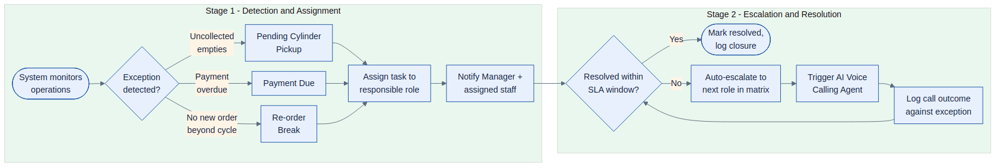 Stage 1 - Detection and Assignment
System monitors
operations
Exception
detected?
Uncollected
empties
Payment
overdue
No new order
beyond cycle
Pending Cylinder
Pickup
Payment Due
Re-order
Break
Assign task to
responsible role
Notify Manager +
assigned staff
Stage 2 - Escalation and Resolution
Resolved within
SLA window?
Yes
No
Mark resolved,
log closure
Auto-escalate to
next role in matrix
Trigger AI Voice
Calling Agent
Log call outcome
against exception